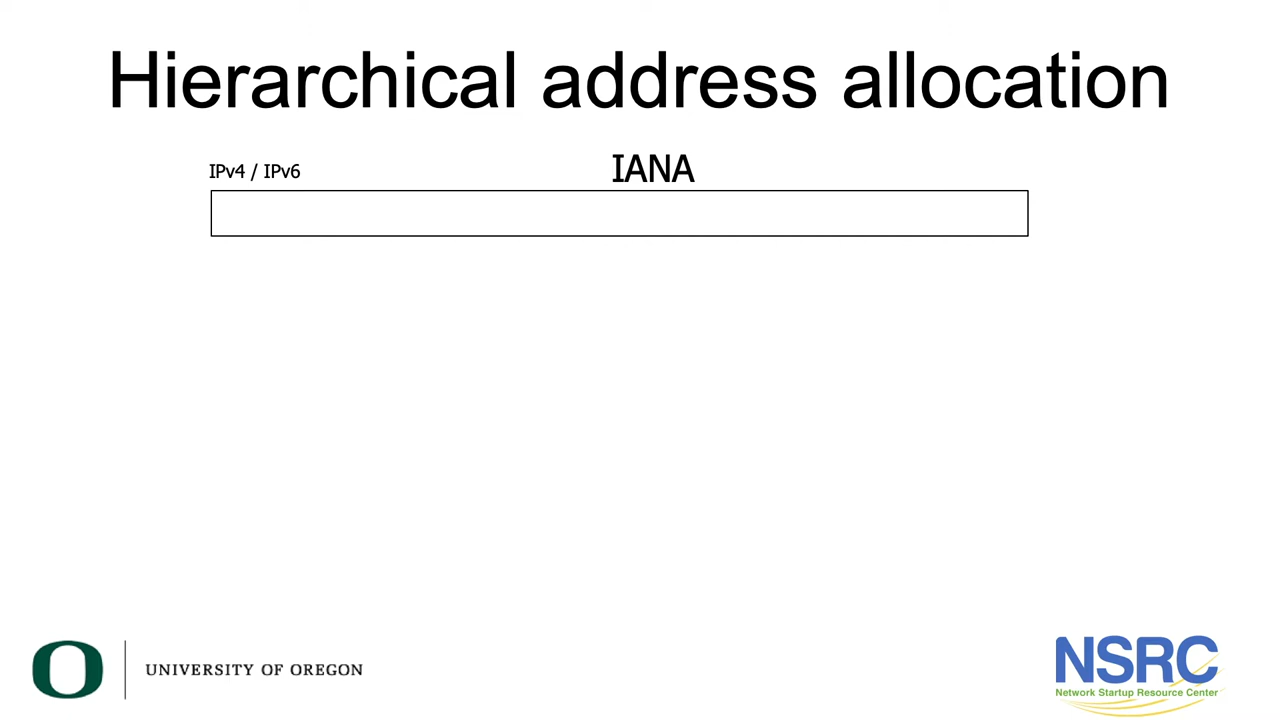 Hierarchical address allocation
IPv4 / IPv6
IANA
UNIVERSITY OF OREGON
NSRC
Network Startup Resource Center